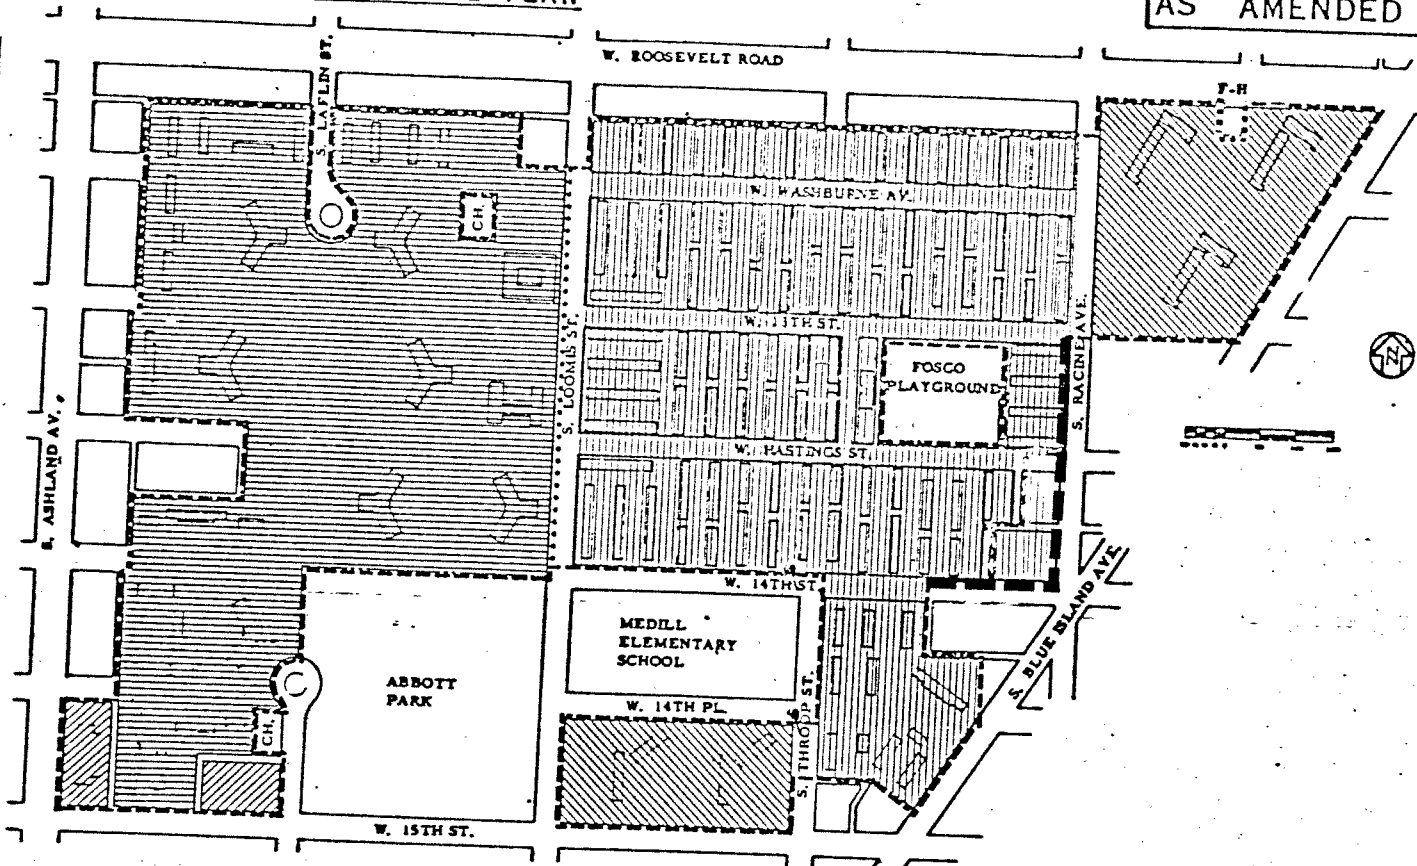 AS AMENDED
W. ROOSEVELT ROAD
S. LAFLIN ST.
F-H
CH.
W. WASHBURNE AV.
W. 13TH ST.
S. LOOMIS ST.
S. RACINE AVE.
FOSCO
PLAYGROUND
N
S. ASHLAND AV.
W. HASTINGS ST.
W. 14TH ST.
S. BLUE ISLAND AVE.
MEDILL
ELEMENTARY
SCHOOL
ABBOTT
PARK
W. 14TH PL.
S. THROOP ST.
CH.
W. 15TH ST.